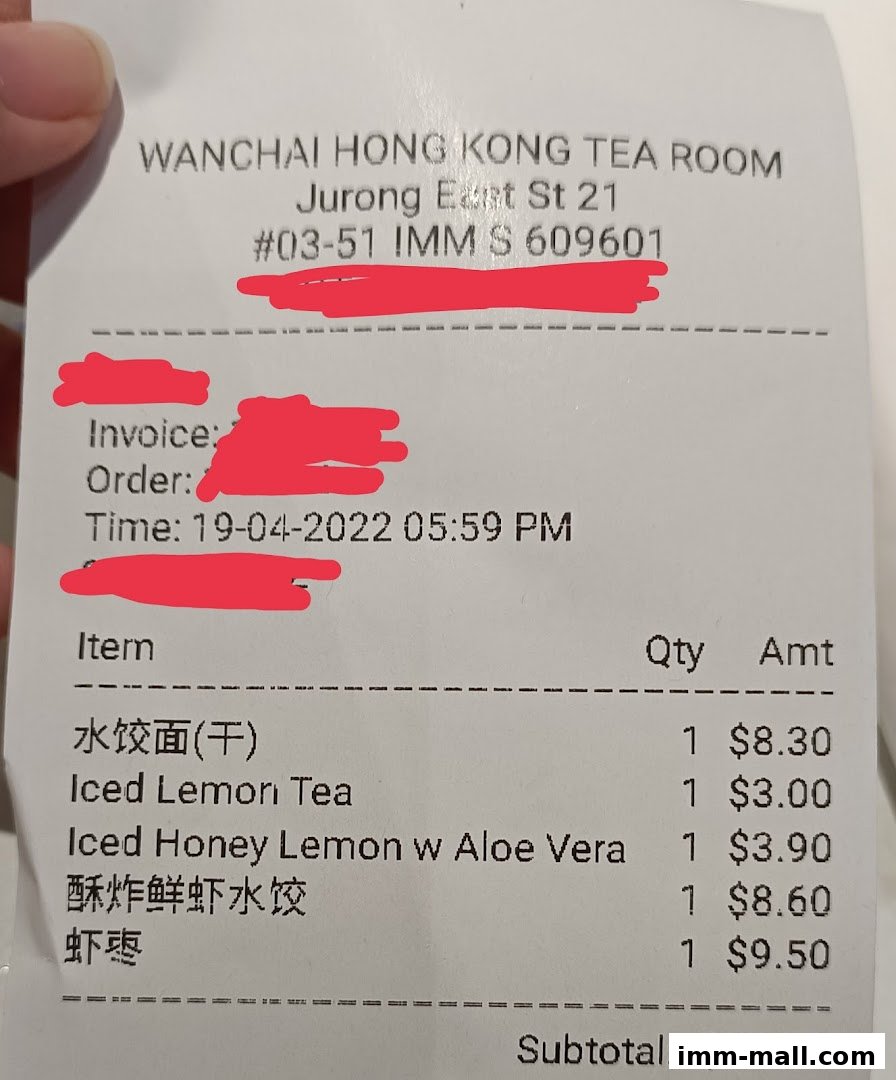 WANCHAI HONG KONG TEA ROOM
Jurong East St 21
#03-51 IMM S 609601
Invoice:
Order:
Time: 19-04-2022 05:59 PM
Item Qty Amt
水饺面(干) 1 $8.30
Iced Lemon Tea 1 $3.00
Iced Honey Lemon w Aloe Vera 1 $3.90
酥炸鲜虾水饺 1 $8.60
虾枣 1 $9.50
Subtotal
imm-mall.com